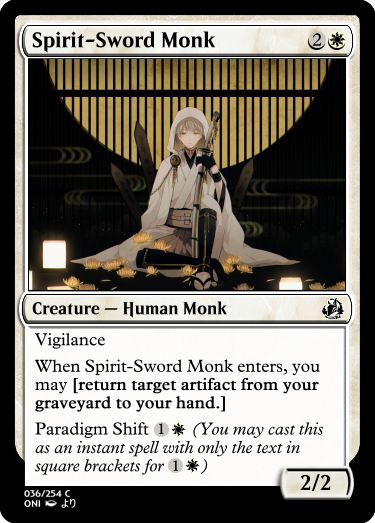 Spirit-Sword Monk 2
Creature — Human Monk
Vigilance
When Spirit-Sword Monk enters, you
may [return target artifact from your
graveyard to your hand.]
Paradigm Shift 1 (You may cast this
as an instant spell with only the text in
square brackets for 1 )
2/2
036/254 C
ONI より